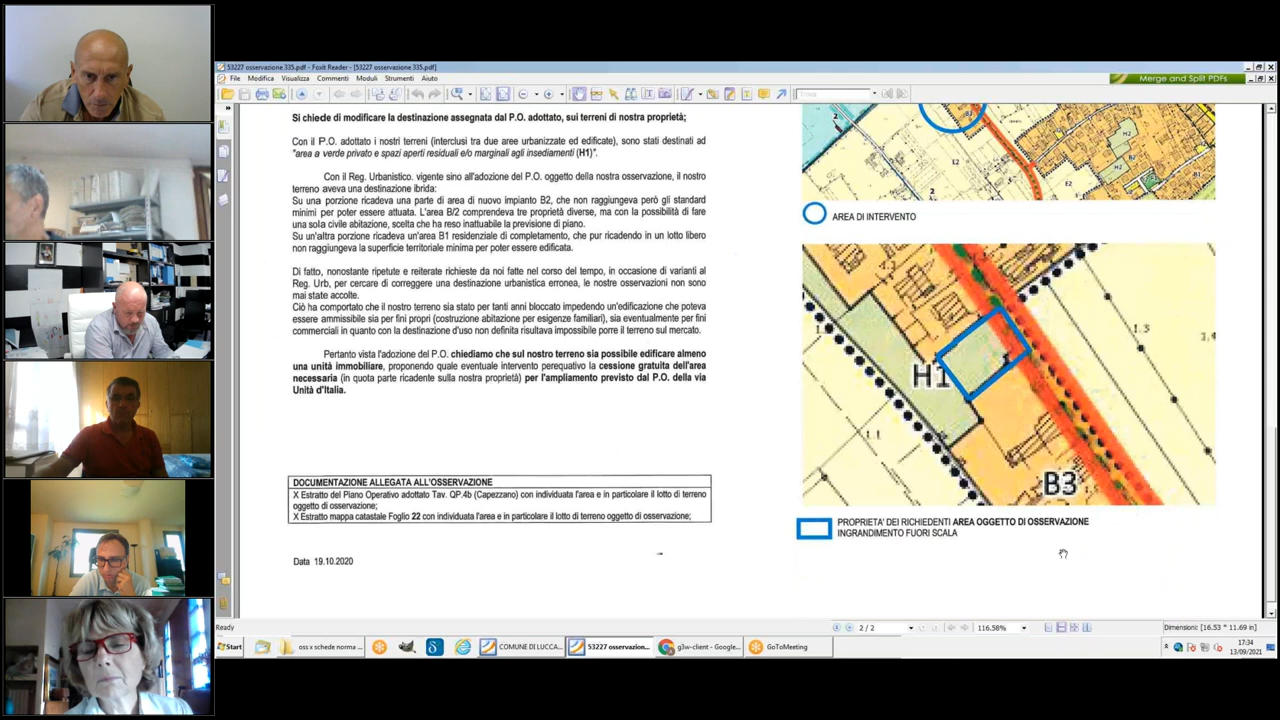 53227 osservazione 335.pdf - Foxit Reader - [53227 osservazione 335.pdf]
File Modifica Visualizza Commenti Moduli Strumenti Aiuto
Merge and Split PDFs
Trova
Si chiede di modificare la destinazione assegnata dal P.O. adottato, sui terreni di nostra proprietà;
Con il P.O. adottato i nostri terreni (interclusi tra due aree urbanizzate ed edificate), sono stati destinati ad
"area a verde privato e spazi aperti residuali e/o marginali agli insediamenti (H1)".
Con il Reg. Urbanistico. vigente sino all'adozione del P.O. oggetto della nostra osservazione, il nostro
terreno aveva una destinazione ibrida:
Su una porzione ricadeva una parte di area di nuovo impianto B2, che non raggiungeva però gli standard
minimi per poter essere attuata. L'area B/2 comprendeva tre proprietà diverse, ma con la possibilità di fare
una sola civile abitazione, scelta che ha reso inattuabile la previsione di piano.
Su un'altra porzione ricadeva un'area B1 residenziale di completamento, che pur ricadendo in un lotto libero
non raggiungeva la superficie territoriale minima per poter essere edificata.
Di fatto, nonostante ripetute e reiterate richieste da noi fatte nel corso del tempo, in occasione di varianti al
Reg. Urb, per cercare di correggere una destinazione urbanistica erronea, le nostre osservazioni non sono
mai state accolte.
Ciò ha comportato che il nostro terreno sia stato per tanti anni bloccato impedendo un'edificazione che poteva
essere ammissibile sia per fini propri (costruzione abitazione per esigenze familiari), sia eventualmente per fini
commerciali in quanto con la destinazione d'uso non definita risultava impossibile porre il terreno sul mercato.
Pertanto vista l'adozione del P.O. chiediamo che sul nostro terreno sia possibile edificare almeno
una unità immobiliare, proponendo quale eventuale intervento perequativo la cessione gratuita dell'area
necessaria (in quota parte ricadente sulla nostra proprietà) per l'ampliamento previsto dal P.O. della via
Unità d'Italia.
DOCUMENTAZIONE ALLEGATA ALL'OSSERVAZIONE
X Estratto del Piano Operativo adottato Tav. QP.4b (Capezzano) con individuata l'area e in particolare il lotto di terreno
oggetto di osservazione;
X Estratto mappa catastale Foglio 22 con individuata l'area e in particolare il lotto di terreno oggetto di osservazione;
Data 19.10.2020
2
E2
2
E2
H2
B2
AREA DI INTERVENTO
H1
B3
PROPRIETA' DEI RICHIEDENTI AREA OGGETTO DI OSSERVAZIONE
INGRANDIMENTO FUORI SCALA
Ready
2 / 2
116.58%
Dimensioni: [16.53 * 11.69 in]
Start
oss x schede norma ...
COMUNE DI LUCCA...
53227 osservazion...
g3w-client - Google...
GoToMeeting
17:34
13/09/2021